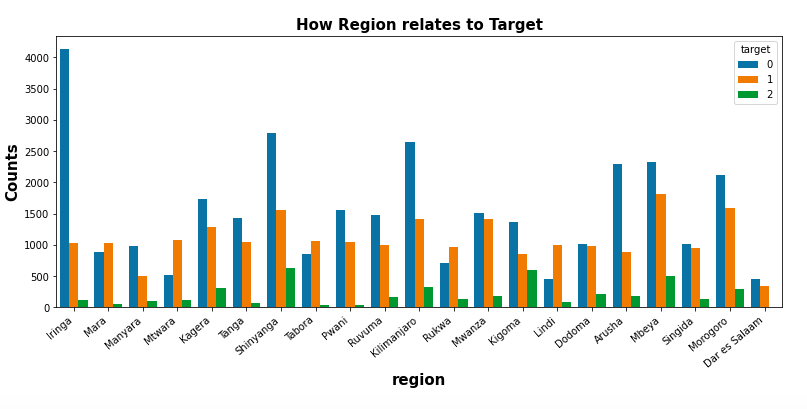 How Region relates to Target
target
0
1
2
Counts
4000
3500
3000
2500
2000
1500
1000
500
0
Iringa
Mara
Manyara
Mtwara
Kagera
Tanga
Shinyanga
Tabora
Pwani
Ruvuma
Kilimanjaro
Rukwa
Mwanza
Kigoma
Lindi
Dodoma
Arusha
Mbeya
Singida
Morogoro
Dar es Salaam
region